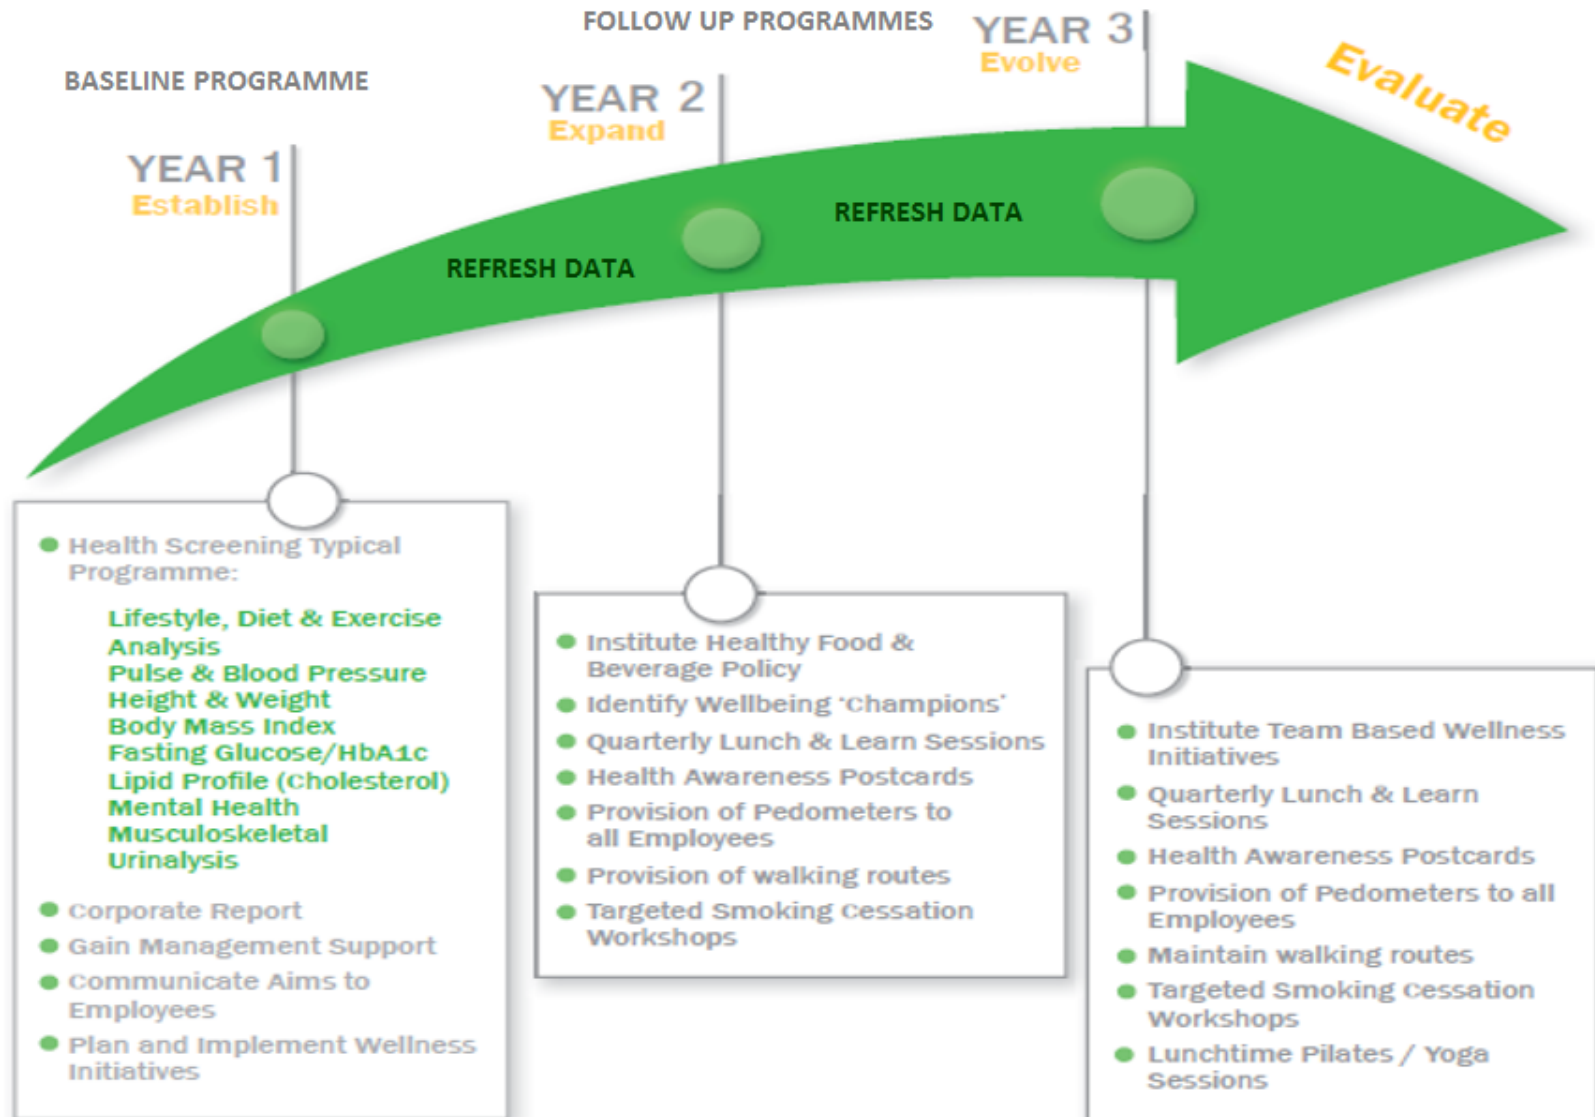 FOLLOW UP PROGRAMMES
BASELINE PROGRAMME
YEAR 1
Establish
YEAR 2
Expand
YEAR 3
Evolve
Evaluate
REFRESH DATA
REFRESH DATA
Health Screening Typical
Programme:
Lifestyle, Diet & Exercise
Analysis
Pulse & Blood Pressure
Height & Weight
Body Mass Index
Fasting Glucose/HbA1c
Lipid Profile (Cholesterol)
Mental Health
Musculoskeletal
Urinalysis
Corporate Report
Gain Management Support
Communicate Aims to
Employees
Plan and Implement Wellness
Initiatives
Institute Healthy Food &
Beverage Policy
Identify Wellbeing ‘Champions’
Quarterly Lunch & Learn Sessions
Health Awareness Postcards
Provision of Pedometers to
all Employees
Provision of walking routes
Targeted Smoking Cessation
Workshops
Institute Team Based Wellness
Initiatives
Quarterly Lunch & Learn
Sessions
Health Awareness Postcards
Provision of Pedometers to all
Employees
Maintain walking routes
Targeted Smoking Cessation
Workshops
Lunchtime Pilates / Yoga
Sessions